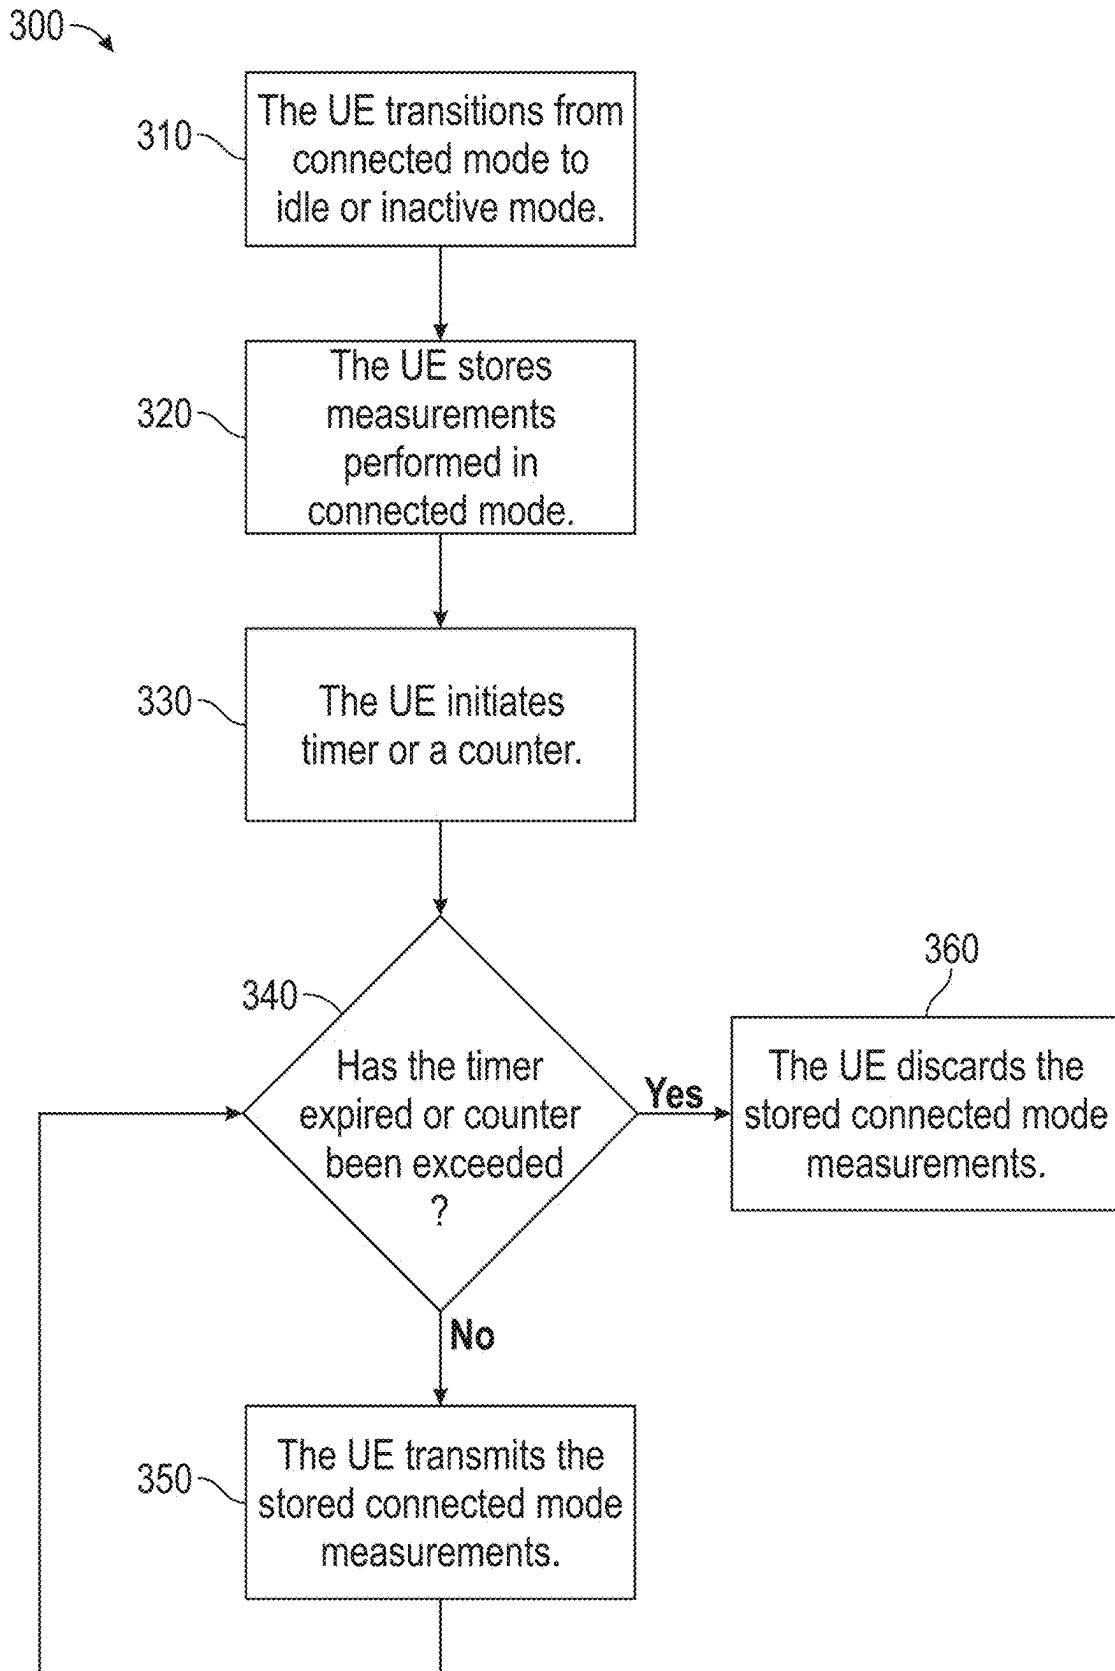 300
310
The UE transitions from
connected mode to
idle or inactive mode.
320
The UE stores
measurements
performed in
connected mode.
330
The UE initiates
timer or a counter.
340
Has the timer
expired or counter
been exceeded
?
Yes
360
The UE discards the
stored connected mode
measurements.
No
350
The UE transmits the
stored connected mode
measurements.